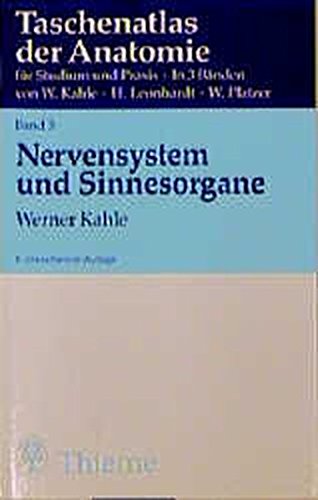 Taschenatlas
der Anatomie
für Studium und Praxis · In 3 Bänden
von W. Kahle · H. Leonhardt · W. Platzer
Band 3
Nervensystem
und Sinnesorgane
Werner Kahle
Auflage
Thieme